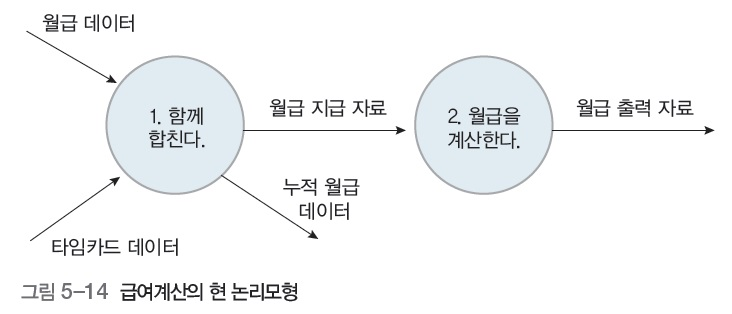 월급 데이터
1. 함께
합친다.
월급 지급 자료
2. 월급을
계산한다.
월급 출력 자료
누적 월급
데이터
타임카드 데이터
그림 5-14 급여계산의 현 논리모형